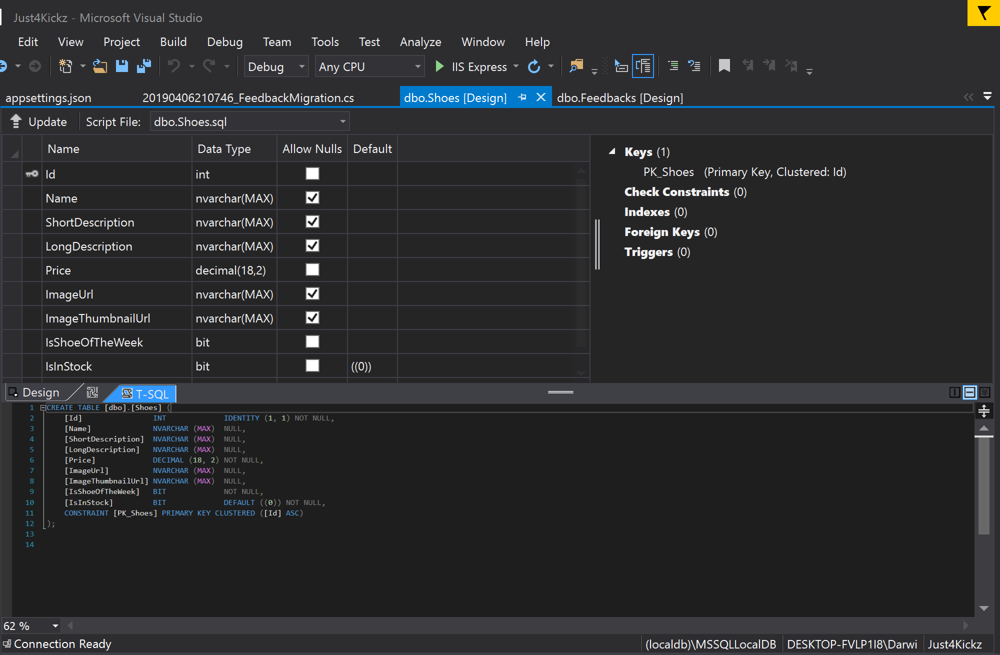 Just4Kickz - Microsoft Visual Studio
Edit View Project Build Debug Team Tools Test Analyze Window Help
Debug Any CPU IIS Express
appsettings.json 20190406210746_FeedbackMigration.cs dbo.Shoes [Design] dbo.Feedbacks [Design]
Update Script File: dbo.Shoes.sql
Name Data Type Allow Nulls Default
Id int
Name nvarchar(MAX)
ShortDescription nvarchar(MAX)
LongDescription nvarchar(MAX)
Price decimal(18,2)
ImageUrl nvarchar(MAX)
ImageThumbnailUrl nvarchar(MAX)
IsShoeOfTheWeek bit
IsInStock bit ((0))
Keys (1)
PK_Shoes (Primary Key, Clustered: Id)
Check Constraints (0)
Indexes (0)
Foreign Keys (0)
Triggers (0)
Design T-SQL
1 CREATE TABLE [dbo].[Shoes] (
2 [Id] INT IDENTITY (1, 1) NOT NULL,
3 [Name] NVARCHAR (MAX) NULL,
4 [ShortDescription] NVARCHAR (MAX) NULL,
5 [LongDescription] NVARCHAR (MAX) NULL,
6 [Price] DECIMAL (18, 2) NOT NULL,
7 [ImageUrl] NVARCHAR (MAX) NULL,
8 [ImageThumbnailUrl] NVARCHAR (MAX) NULL,
9 [IsShoeOfTheWeek] BIT NOT NULL,
10 [IsInStock] BIT DEFAULT ((0)) NOT NULL,
11 CONSTRAINT [PK_Shoes] PRIMARY KEY CLUSTERED ([Id] ASC)
12 );
13
14
62 %
Connection Ready (localdb)\MSSQLLocalDB DESKTOP-FVLP1I8\Darwi Just4Kickz